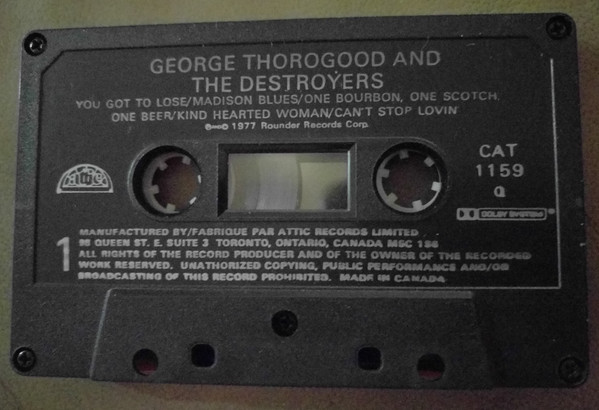 GEORGE THOROGOOD AND
THE DESTROYERS
YOU GOT TO LOSE/MADISON BLUES/ONE BOURBON, ONE SCOTCH,
ONE BEER/KIND HEARTED WOMAN/CAN'T STOP LOVIN'
℗©1977 Rounder Records Corp.
CAT
1159
DOLBY SYSTEM
1
MANUFACTURED BY/FABRIQUE PAR ATTIC RECORDS LIMITED
98 QUEEN ST. E. SUITE 3 TORONTO, ONTARIO, CANADA M5C 1S6
ALL RIGHTS OF THE RECORD PRODUCER AND OF THE OWNER OF THE RECORDED
WORK RESERVED. UNATHORIZED COPYING, PUBLIC PERFORMANCE AND/OR
BROADCASTING OF THIS RECORD PROHIBITED. MADE IN CANADA